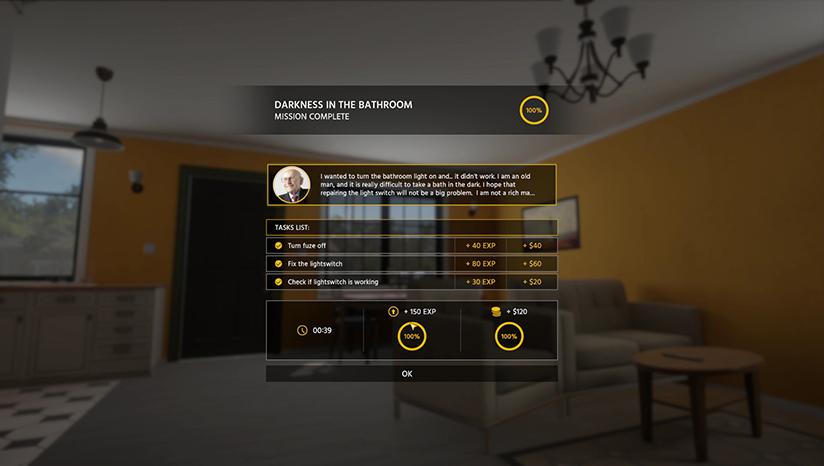 DARKNESS IN THE BATHROOM
MISSION COMPLETE
100%
I wanted to turn the bathroom light on and... it didn't work. I am an old
man, and it is really difficult to take a bath in the dark. I hope that
repairing the light switch will not be a big problem. I am not a rich ma...
TASKS LIST:
Turn fuze off + 40 EXP + $40
Fix the lightswitch + 80 EXP + $60
Check if lightswitch is working + 30 EXP + $20
00:39 + 150 EXP + $120
100% 100%
OK